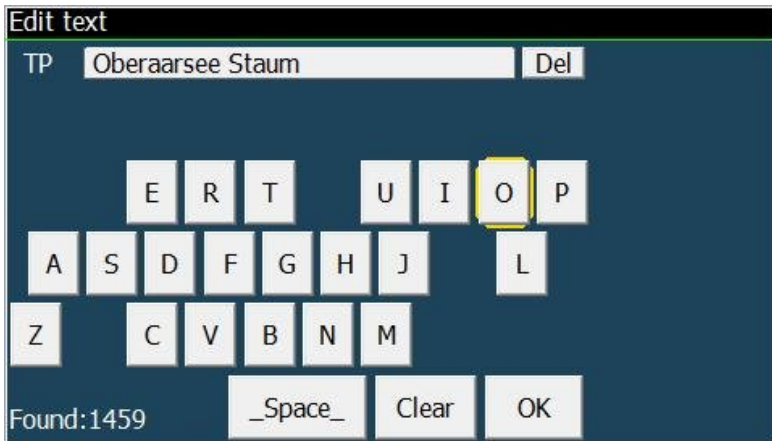 Edit text
TP Oberaarsee Staum Del
E R T U I O P
A S D F G H J L
Z C V B N M
Found:1459 _Space_ Clear OK